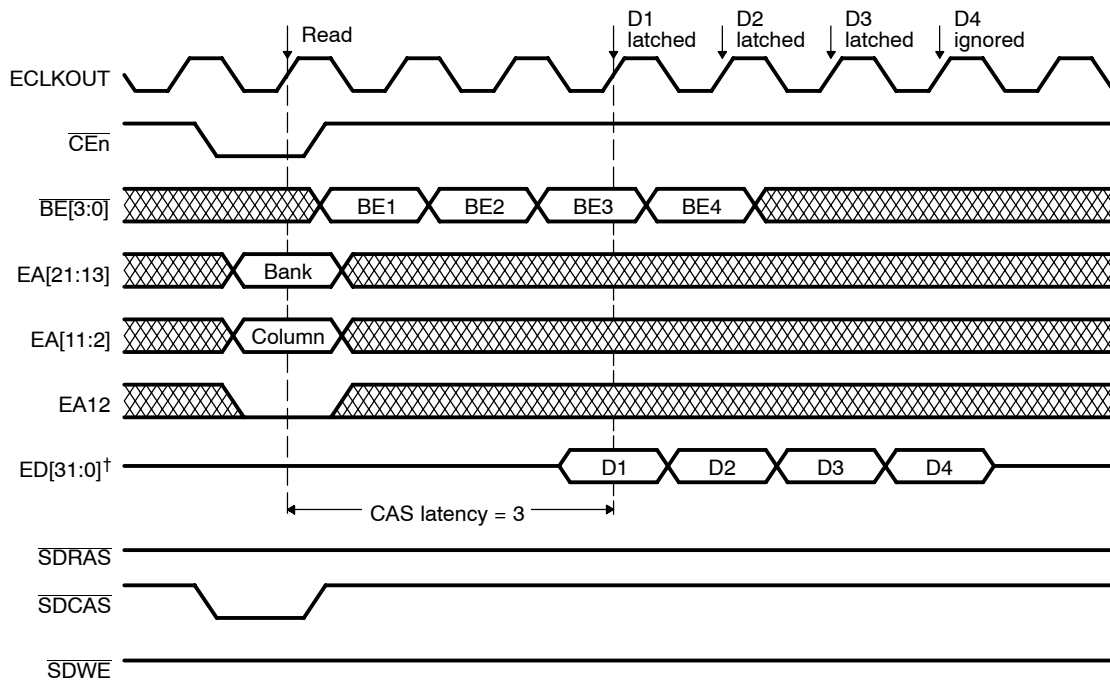 Read
D1
latched
D2
latched
D3
latched
D4
ignored
ECLKOUT
CEn
BE[3:0]
BE1 BE2 BE3 BE4
EA[21:13]
Bank
EA[11:2]
Column
EA12
ED[31:0]†
D1 D2 D3 D4
CAS latency = 3
SDRAS
SDCAS
SDWE